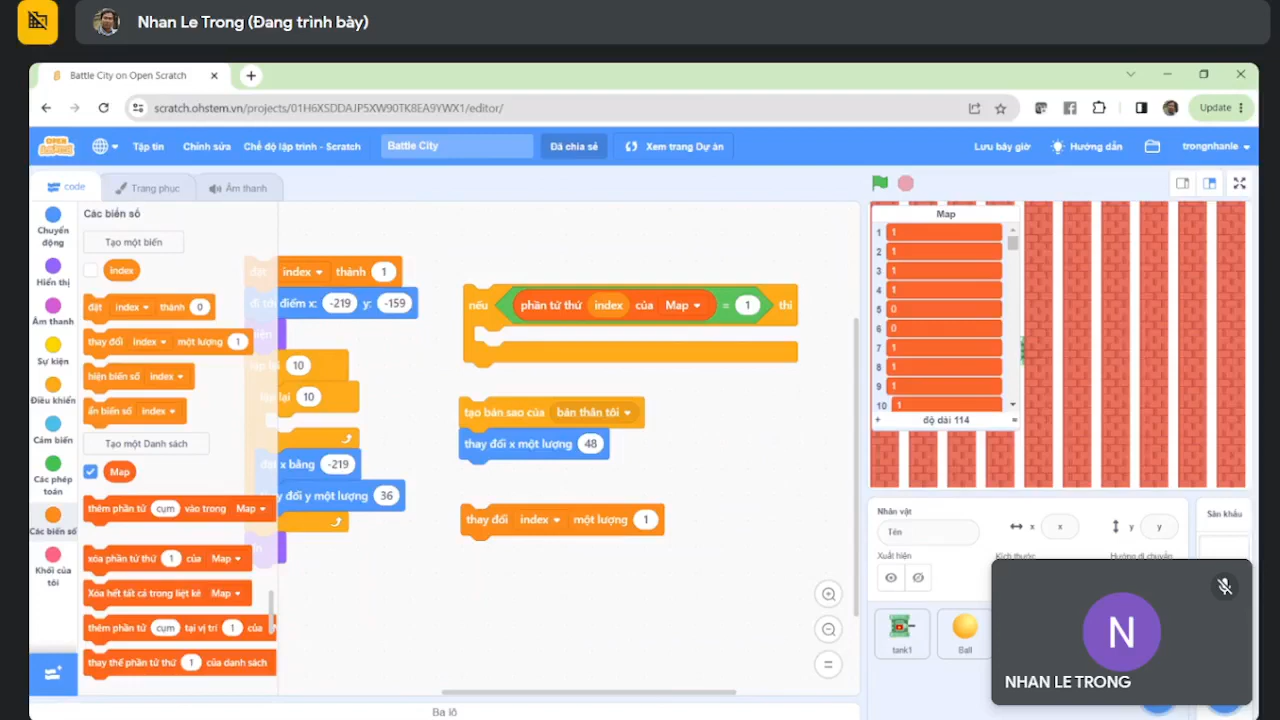 Nhan Le Trong (Đang trình bày)
Battle City on Open Scratch
scratch.ohstem.vn/projects/01H6XSDDAJP5XW90TK8EA9YWX1/editor/
Update
Tập tin
Chỉnh sửa
Chế độ lập trình - Scratch
Battle City
Đã chia sẻ
Xem trang Dự án
Lưu bây giờ
Hướng dẫn
trongnhanle
code
Trang phục
Âm thanh
Chuyển động
Hiển thị
Âm thanh
Sự kiện
Điều khiển
Cảm biến
Các phép toán
Các biến số
Khối của tôi
Các biến số
Tạo một biến
index
đặt index thành 0
thay đổi index một lượng 1
hiện biến số index
ẩn biến số index
Tạo một Danh sách
Map
thêm phần tử cụm vào trong Map
xóa phần tử thứ 1 của Map
Xóa hết tất cả trong liệt kê Map
thêm phần tử cụm tại vị trí 1 của
thay thế phần tử thứ 1 của danh sách
đặt index thành 1
đi tới điểm x: -219 y: -159
hiện
lặp lại 10
lặp lại 10
đặt x bằng -219
thay đổi y một lượng 36
nếu phần tử thứ index của Map = 1 thì
tạo bản sao của bản thân tôi
thay đổi x một lượng 48
thay đổi index một lượng 1
Ba lô
Map
1 1
2 1
3 1
4 1
5 0
6 0
7 1
8 1
9 1
10 1
+ độ dài 114 =
Nhân vật
Tên
x x
y y
Xuất hiện
Kích thước
Hướng di chuyển
Sân khấu
tank1
Ball
N
NHAN LE TRONG